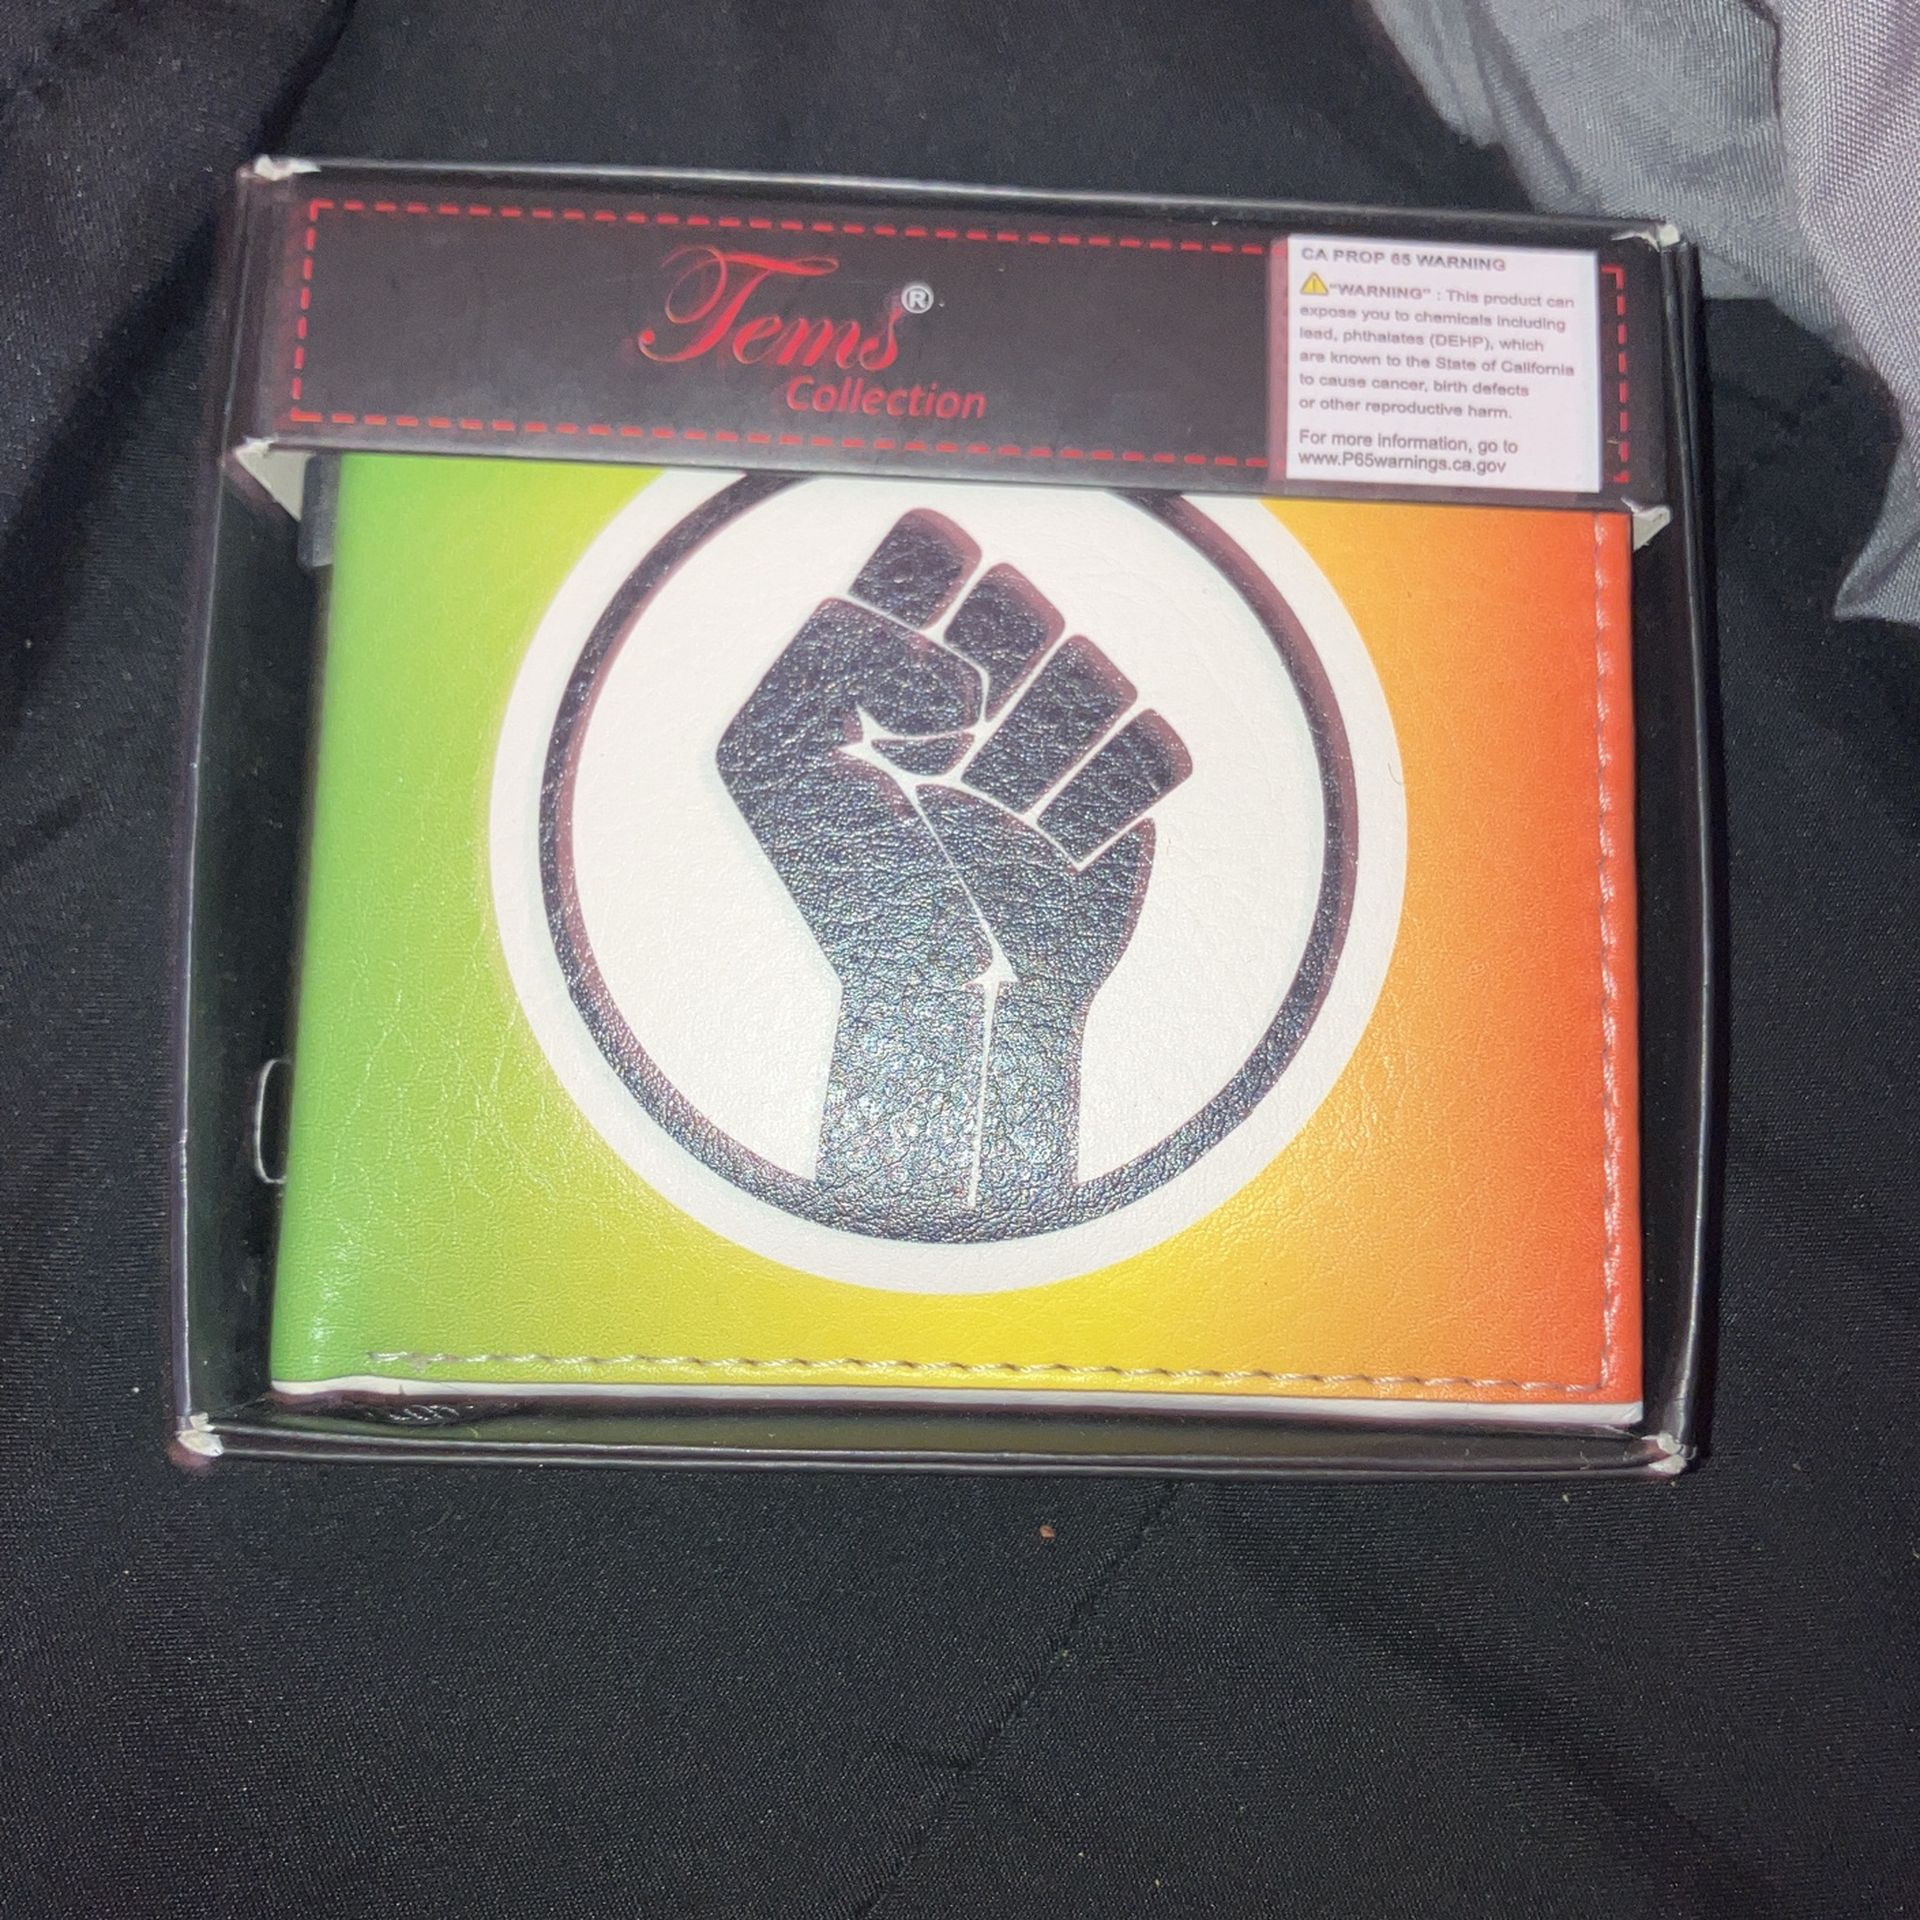 Tems®
Collection
CA PROP 65 WARNING
"WARNING" : This product can
expose you to chemicals including
lead, phthalates (DEHP), which
are known to the State of California
to cause cancer, birth defects
or other reproductive harm.
For more information, go to
www.P65warnings.ca.gov